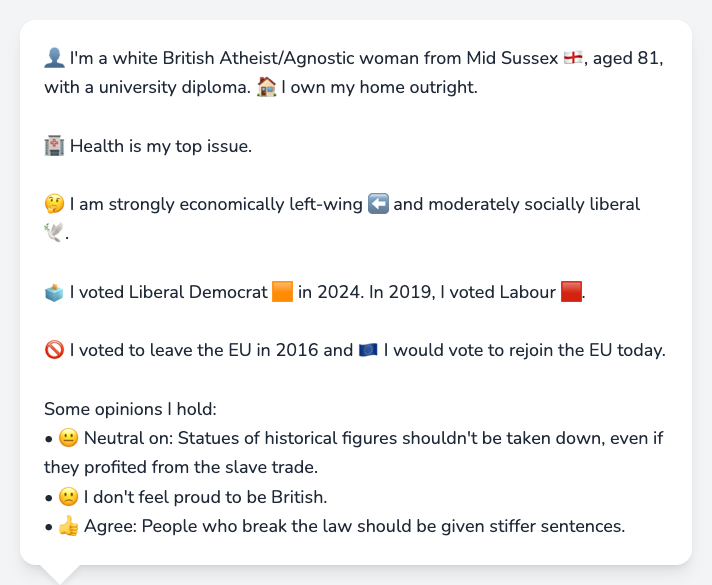 👤 I'm a white British Atheist/Agnostic woman from Mid Sussex 🏴󠁧󠁢󠁥󠁮󠁧󠁿, aged 81,
with a university diploma. 🏠 I own my home outright.
🏥 Health is my top issue.
🤔 I am strongly economically left-wing ⬅️ and moderately socially liberal
🕊️.
🗳️ I voted Liberal Democrat 🟧 in 2024. In 2019, I voted Labour 🟥.
🚫 I voted to leave the EU in 2016 and 🇪🇺 I would vote to rejoin the EU today.
Some opinions I hold:
• 😐 Neutral on: Statues of historical figures shouldn't be taken down, even if
they profited from the slave trade.
• 🙁 I don't feel proud to be British.
• 👍 Agree: People who break the law should be given stiffer sentences.